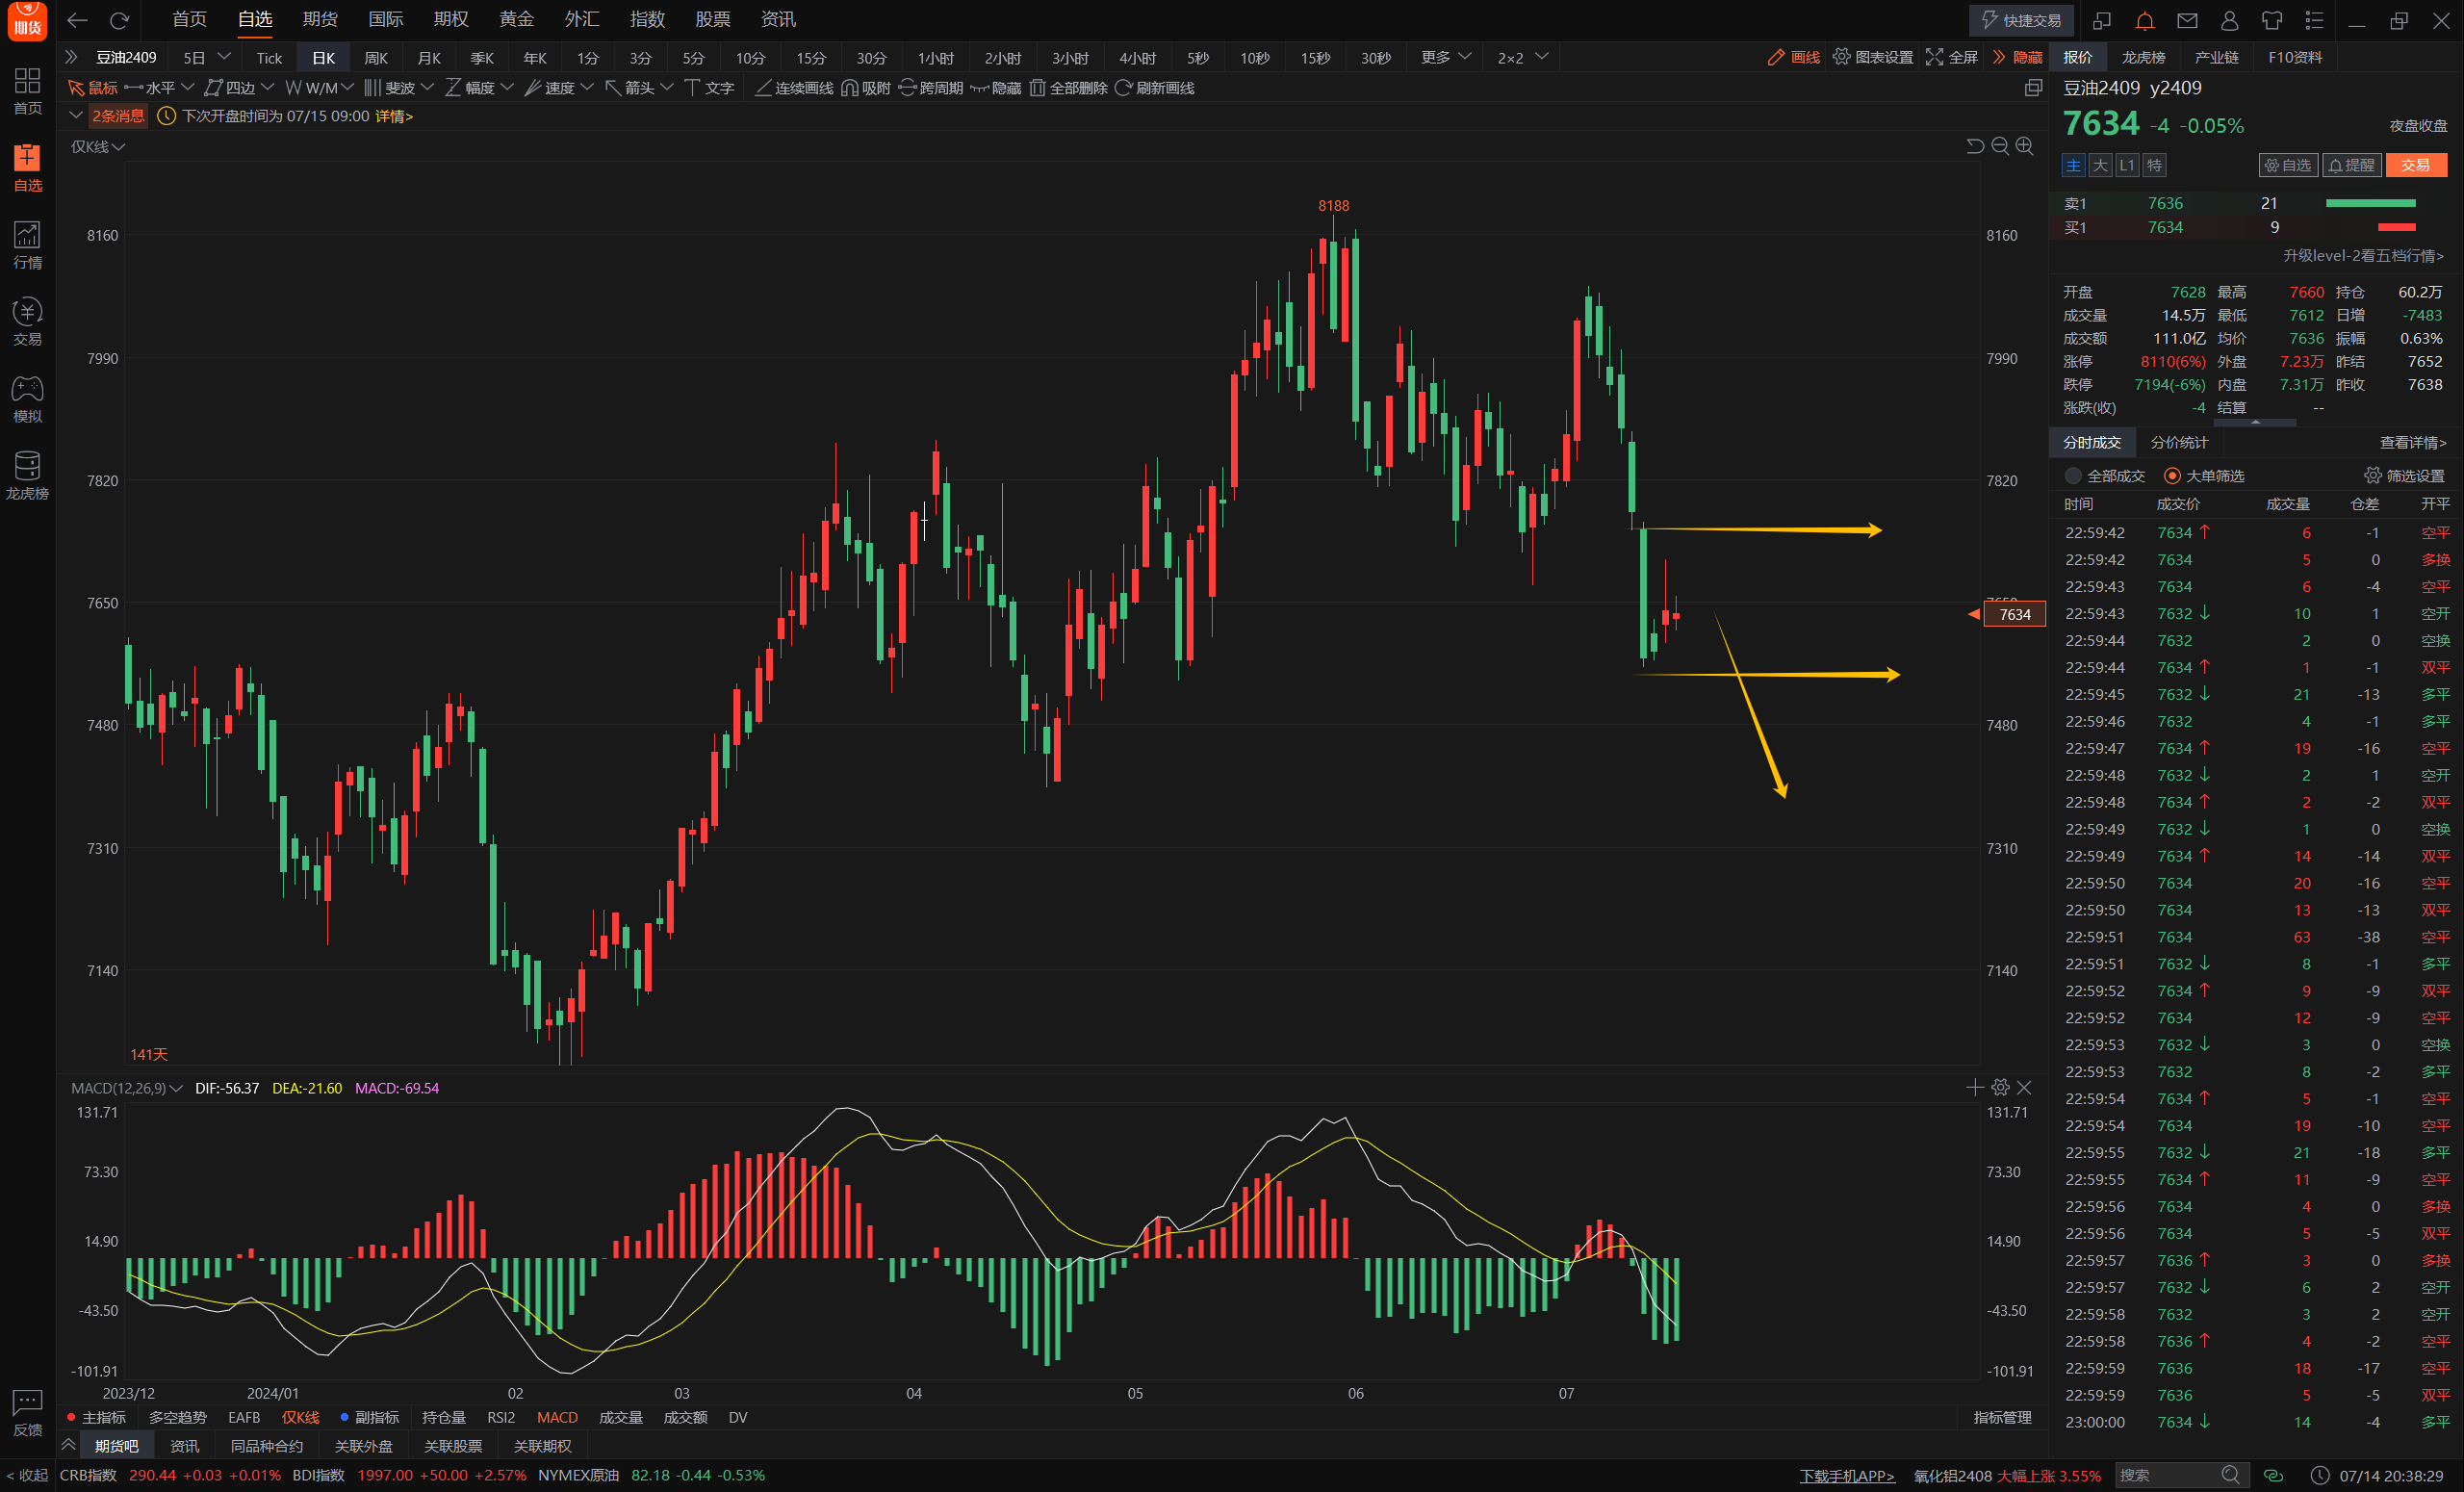 期货 首页 自选 期货 国际 期权 黄金 外汇 指数 股票 资讯 快捷交易
豆油2409 5日 Tick 日K 周K 月K 季K 年K 1分 3分 5分 10分 15分 30分 1小时 2小时 3小时 4小时 5秒 10秒 15秒 30秒 更多 2×2 画线 图表设置 全屏 隐藏
鼠标 水平 四边 W/M 斐波 幅度 速度 箭头 文字 连续画线 吸附 跨周期 隐藏 全部删除 刷新画线
2条消息 下次开盘时间为 07/15 09:00 详情>
仅K线
首页
自选
行情
交易
模拟
龙虎榜
反馈
8188
8160 8160
7990 7990
7820 7820
7650
7634
7480 7480
7310 7310
7140 7140
141天
MACD(12,26,9) DIF:-56.37 DEA:-21.60 MACD:-69.54
131.71 131.71
73.30 73.30
14.90 14.90
-43.50 -43.50
-101.91 -101.91
2023/12 2024/01 02 03 04 05 06 07
主指标 多空趋势 EAFB 仅K线 副指标 持仓量 RSI2 MACD 成交量 成交额 DV 指标管理
期货吧 资讯 同品种合约 关联外盘 关联股票 关联期权
报价 龙虎榜 产业链 F10资料
豆油2409 y2409
7634 -4 -0.05% 夜盘收盘
主 大 L1 特 自选 提醒 交易
卖1 7636 21
买1 7634 9
升级level-2看五档行情>
开盘 7628 最高 7660 持仓 60.2万
成交量 14.5万 最低 7612 日增 -7483
成交额 111.0亿 均价 7636 振幅 0.63%
涨停 8110(6%) 外盘 7.23万 昨结 7652
跌停 7194(-6%) 内盘 7.31万 昨收 7638
涨跌(收) -4 结算 --
分时成交 分价统计 查看详情>
全部成交 大单筛选 筛选设置
时间 成交价 成交量 仓差 开平
22:59:42 7634 ↑ 6 -1 空平
22:59:42 7634 5 0 多换
22:59:43 7634 6 -4 空平
22:59:43 7632 ↓ 10 1 空开
22:59:44 7632 2 0 空换
22:59:44 7634 ↑ 1 -1 双平
22:59:45 7632 ↓ 21 -13 多平
22:59:46 7632 4 -1 多平
22:59:47 7634 ↑ 19 -16 空平
22:59:48 7632 ↓ 2 1 空开
22:59:48 7634 ↑ 2 -2 双平
22:59:49 7632 ↓ 1 0 空换
22:59:49 7634 ↑ 14 -14 双平
22:59:50 7634 20 -16 空平
22:59:50 7634 13 -13 双平
22:59:51 7634 63 -38 空平
22:59:51 7632 ↓ 8 -1 多平
22:59:52 7634 ↑ 9 -9 双平
22:59:52 7634 12 -9 空平
22:59:53 7632 ↓ 3 0 空换
22:59:53 7632 8 -2 多平
22:59:54 7634 ↑ 5 -1 空平
22:59:54 7634 19 -10 空平
22:59:55 7632 ↓ 21 -18 多平
22:59:55 7634 ↑ 11 -9 空平
22:59:56 7634 4 0 多换
22:59:56 7634 5 -5 双平
22:59:57 7636 ↑ 3 0 多换
22:59:57 7632 ↓ 6 2 空开
22:59:58 7632 3 2 空开
22:59:58 7636 ↑ 4 -2 空平
22:59:59 7636 18 -17 空平
22:59:59 7636 5 -5 双平
23:00:00 7634 ↓ 14 -4 多平
< 收起 CRB指数 290.44 +0.03 +0.01% BDI指数 1997.00 +50.00 +2.57% NYMEX原油 82.18 -0.44 -0.53% 下载手机APP> 氧化铝2408 大幅上涨 3.55% 搜索 07/14 20:38:29